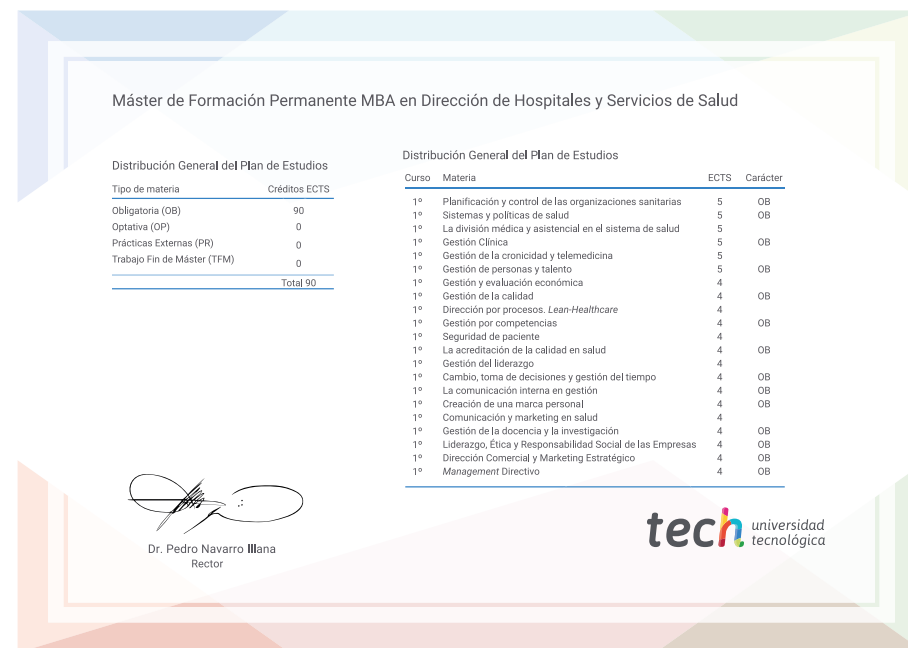 Máster de Formación Permanente MBA en Dirección de Hospitales y Servicios de Salud
Distribución General del Plan de Estudios
Tipo de materia Créditos ECTS
Obligatoria (OB) 90
Optativa (OP) 0
Prácticas Externas (PR) 0
Trabajo Fin de Máster (TFM) 0
Total 90
Distribución General del Plan de Estudios
Curso Materia ECTS Carácter
1º Planificación y control de las organizaciones sanitarias 5 OB
1º Sistemas y políticas de salud 5 OB
1º La división médica y asistencial en el sistema de salud 5
1º Gestión Clínica 5 OB
1º Gestión de la cronicidad y telemedicina 5
1º Gestión de personas y talento 5 OB
1º Gestión y evaluación económica 4
1º Gestión de la calidad 4 OB
1º Dirección por procesos. Lean-Healthcare 4
1º Gestión por competencias 4 OB
1º Seguridad de paciente 4
1º La acreditación de la calidad en salud 4 OB
1º Gestión del liderazgo 4
1º Cambio, toma de decisiones y gestión del tiempo 4 OB
1º La comunicación interna en gestión 4 OB
1º Creación de una marca personal 4 OB
1º Comunicación y marketing en salud 4
1º Gestión de la docencia y la investigación 4 OB
1º Liderazgo, Ética y Responsabilidad Social de las Empresas 4 OB
1º Dirección Comercial y Marketing Estratégico 4 OB
1º Management Directivo 4 OB
Dr. Pedro Navarro Illana
Rector
tech universidad
tecnológica